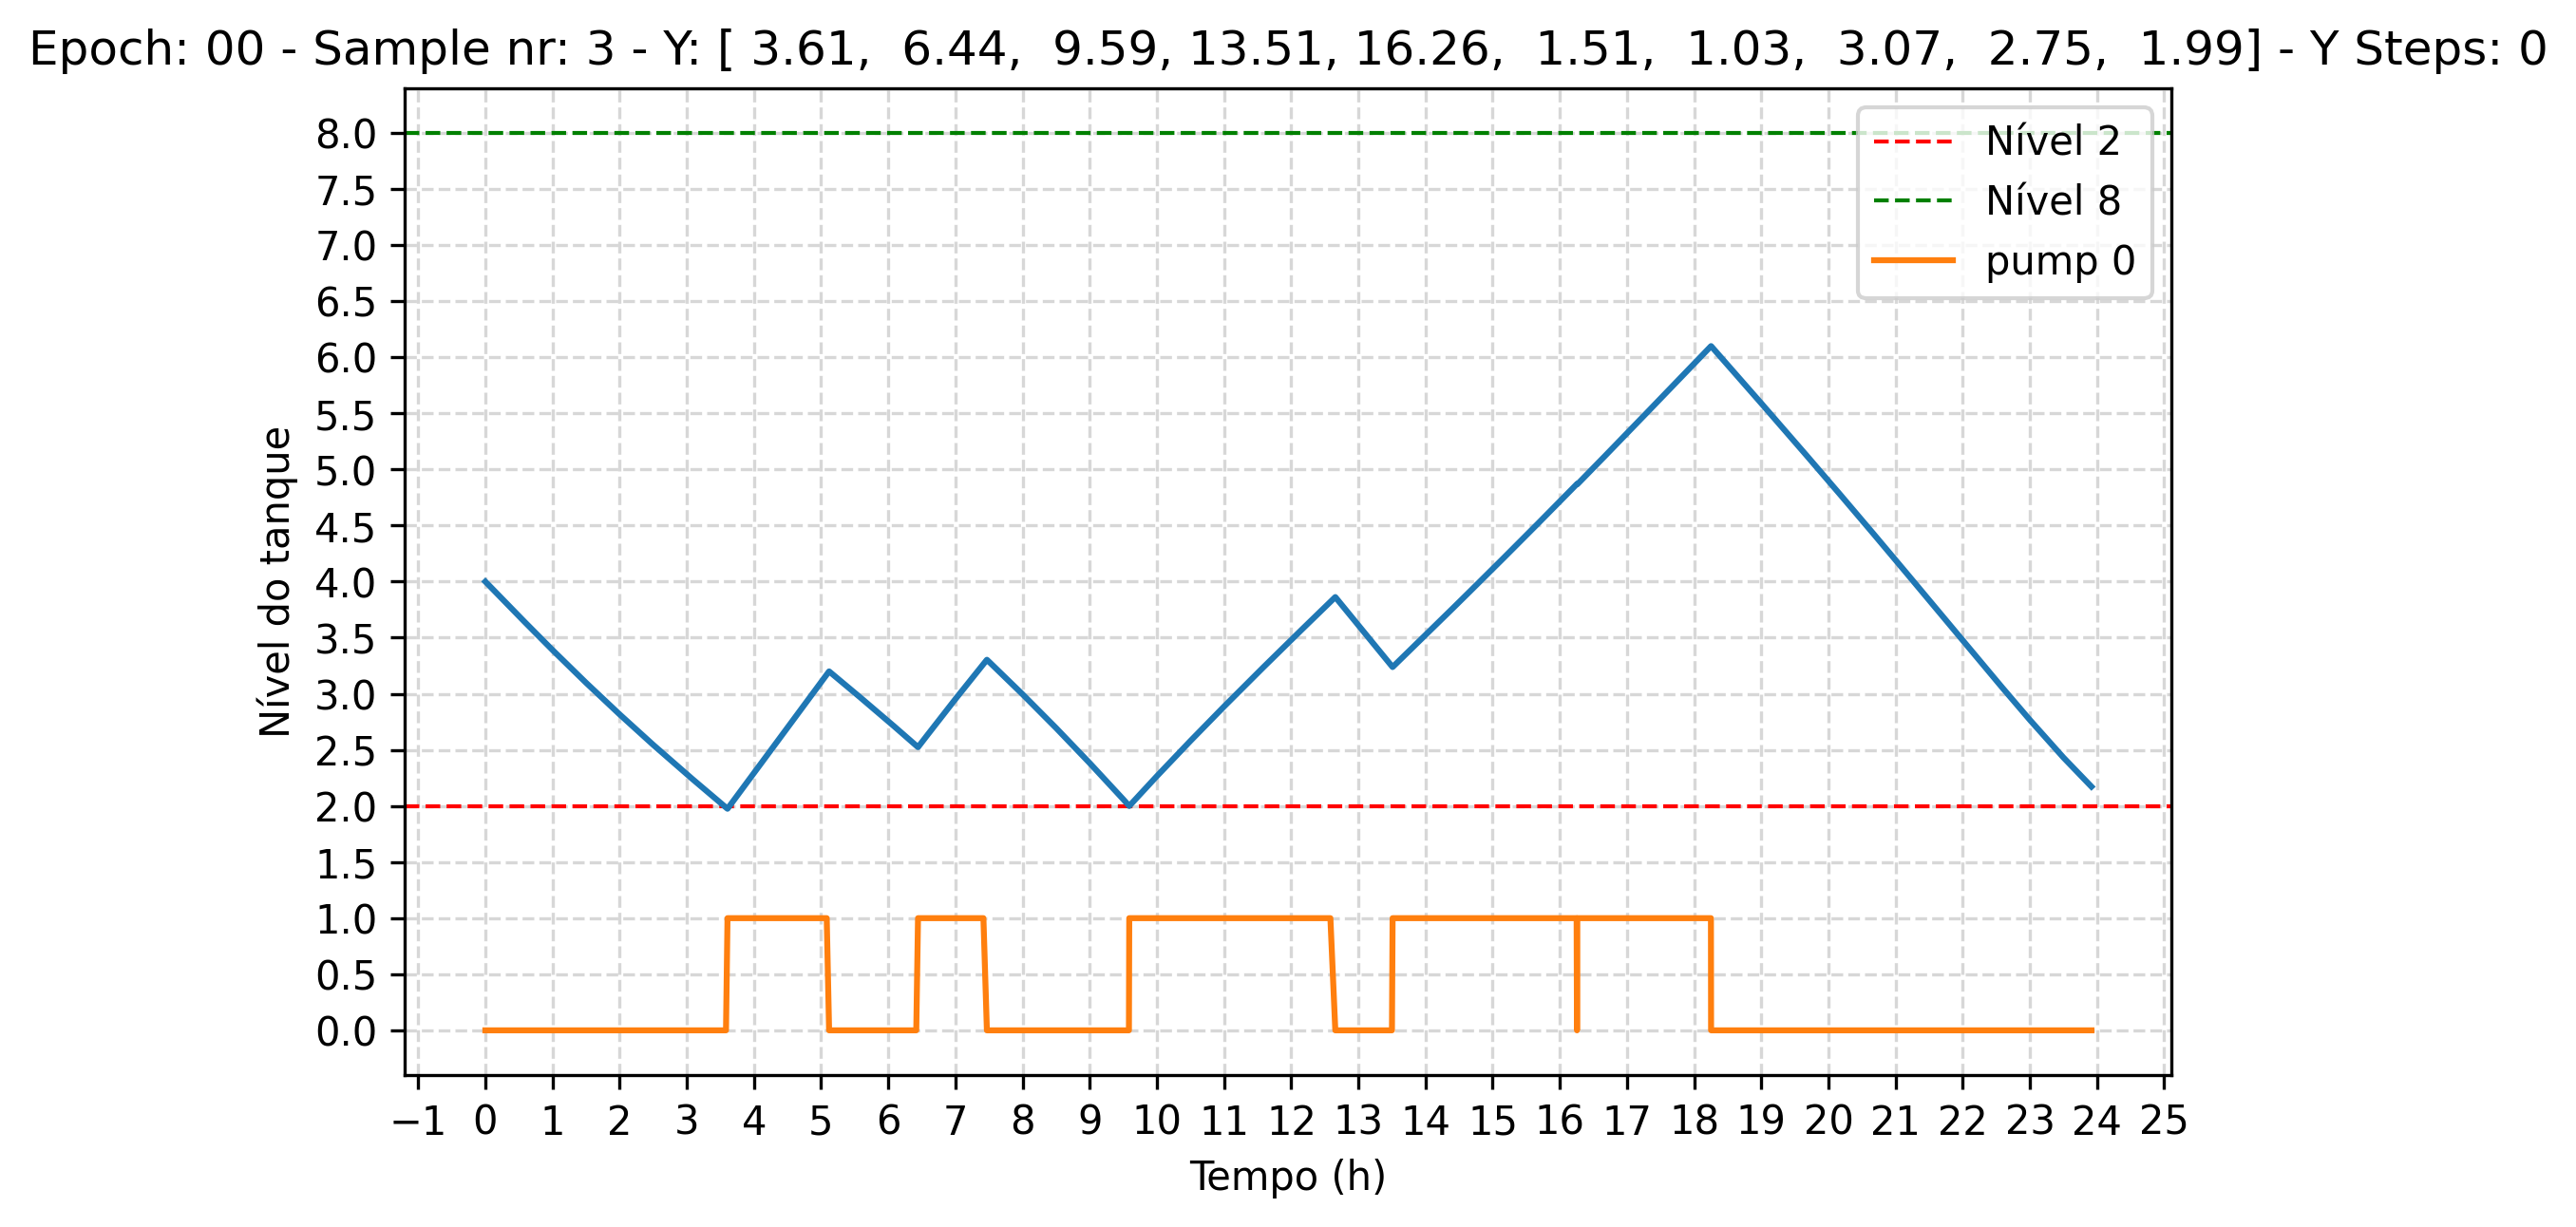 Epoch: 00 - Sample nr: 3 - Y: [ 3.61,  6.44,  9.59, 13.51, 16.26,  1.51,  1.03,  3.07,  2.75,  1.99] - Y Steps: 0
Nível 2
Nível 8
pump 0
Nível do tanque
8.0
7.5
7.0
6.5
6.0
5.5
5.0
4.5
4.0
3.5
3.0
2.5
2.0
1.5
1.0
0.5
0.0
−1 0 1 2 3 4 5 6 7 8 9 10 11 12 13 14 15 16 17 18 19 20 21 22 23 24 25
Tempo (h)